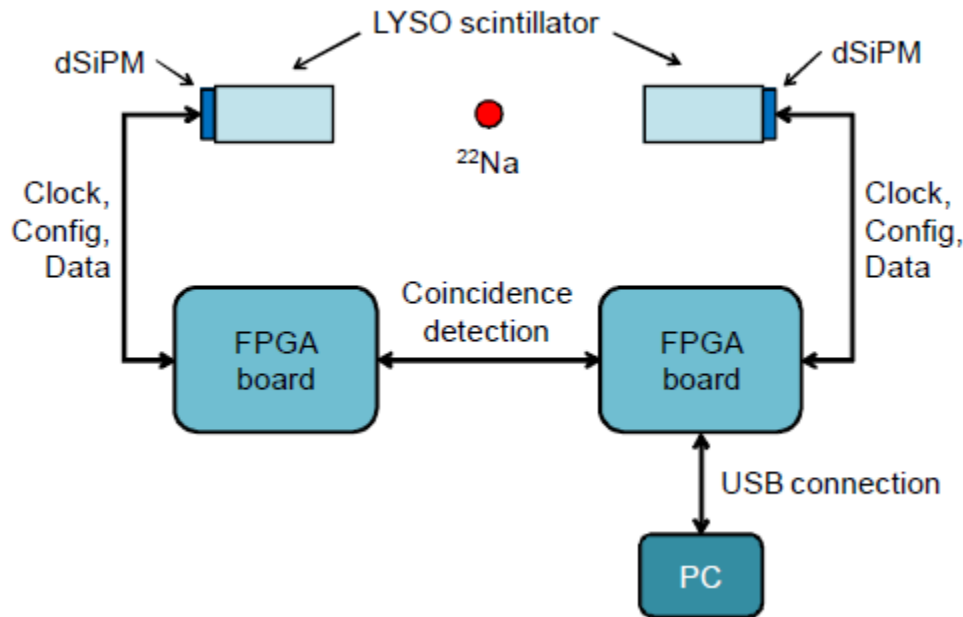 LYSO scintillator
dSiPM
dSiPM
²²Na
Clock,
Config,
Data
Clock,
Config,
Data
Coincidence
detection
FPGA
board
FPGA
board
USB connection
PC